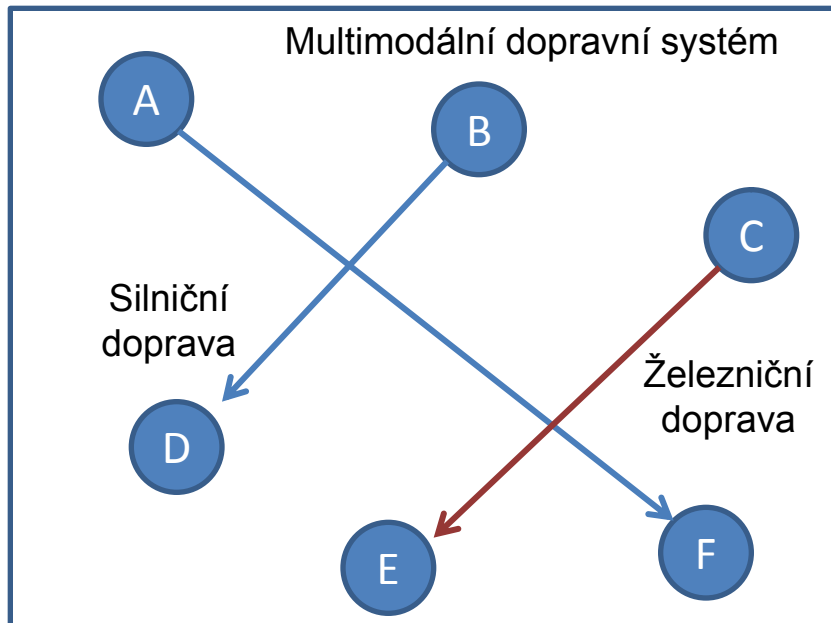 Multimodální dopravní systém
A
B
C
Silniční
doprava
Železniční
doprava
D
E
F